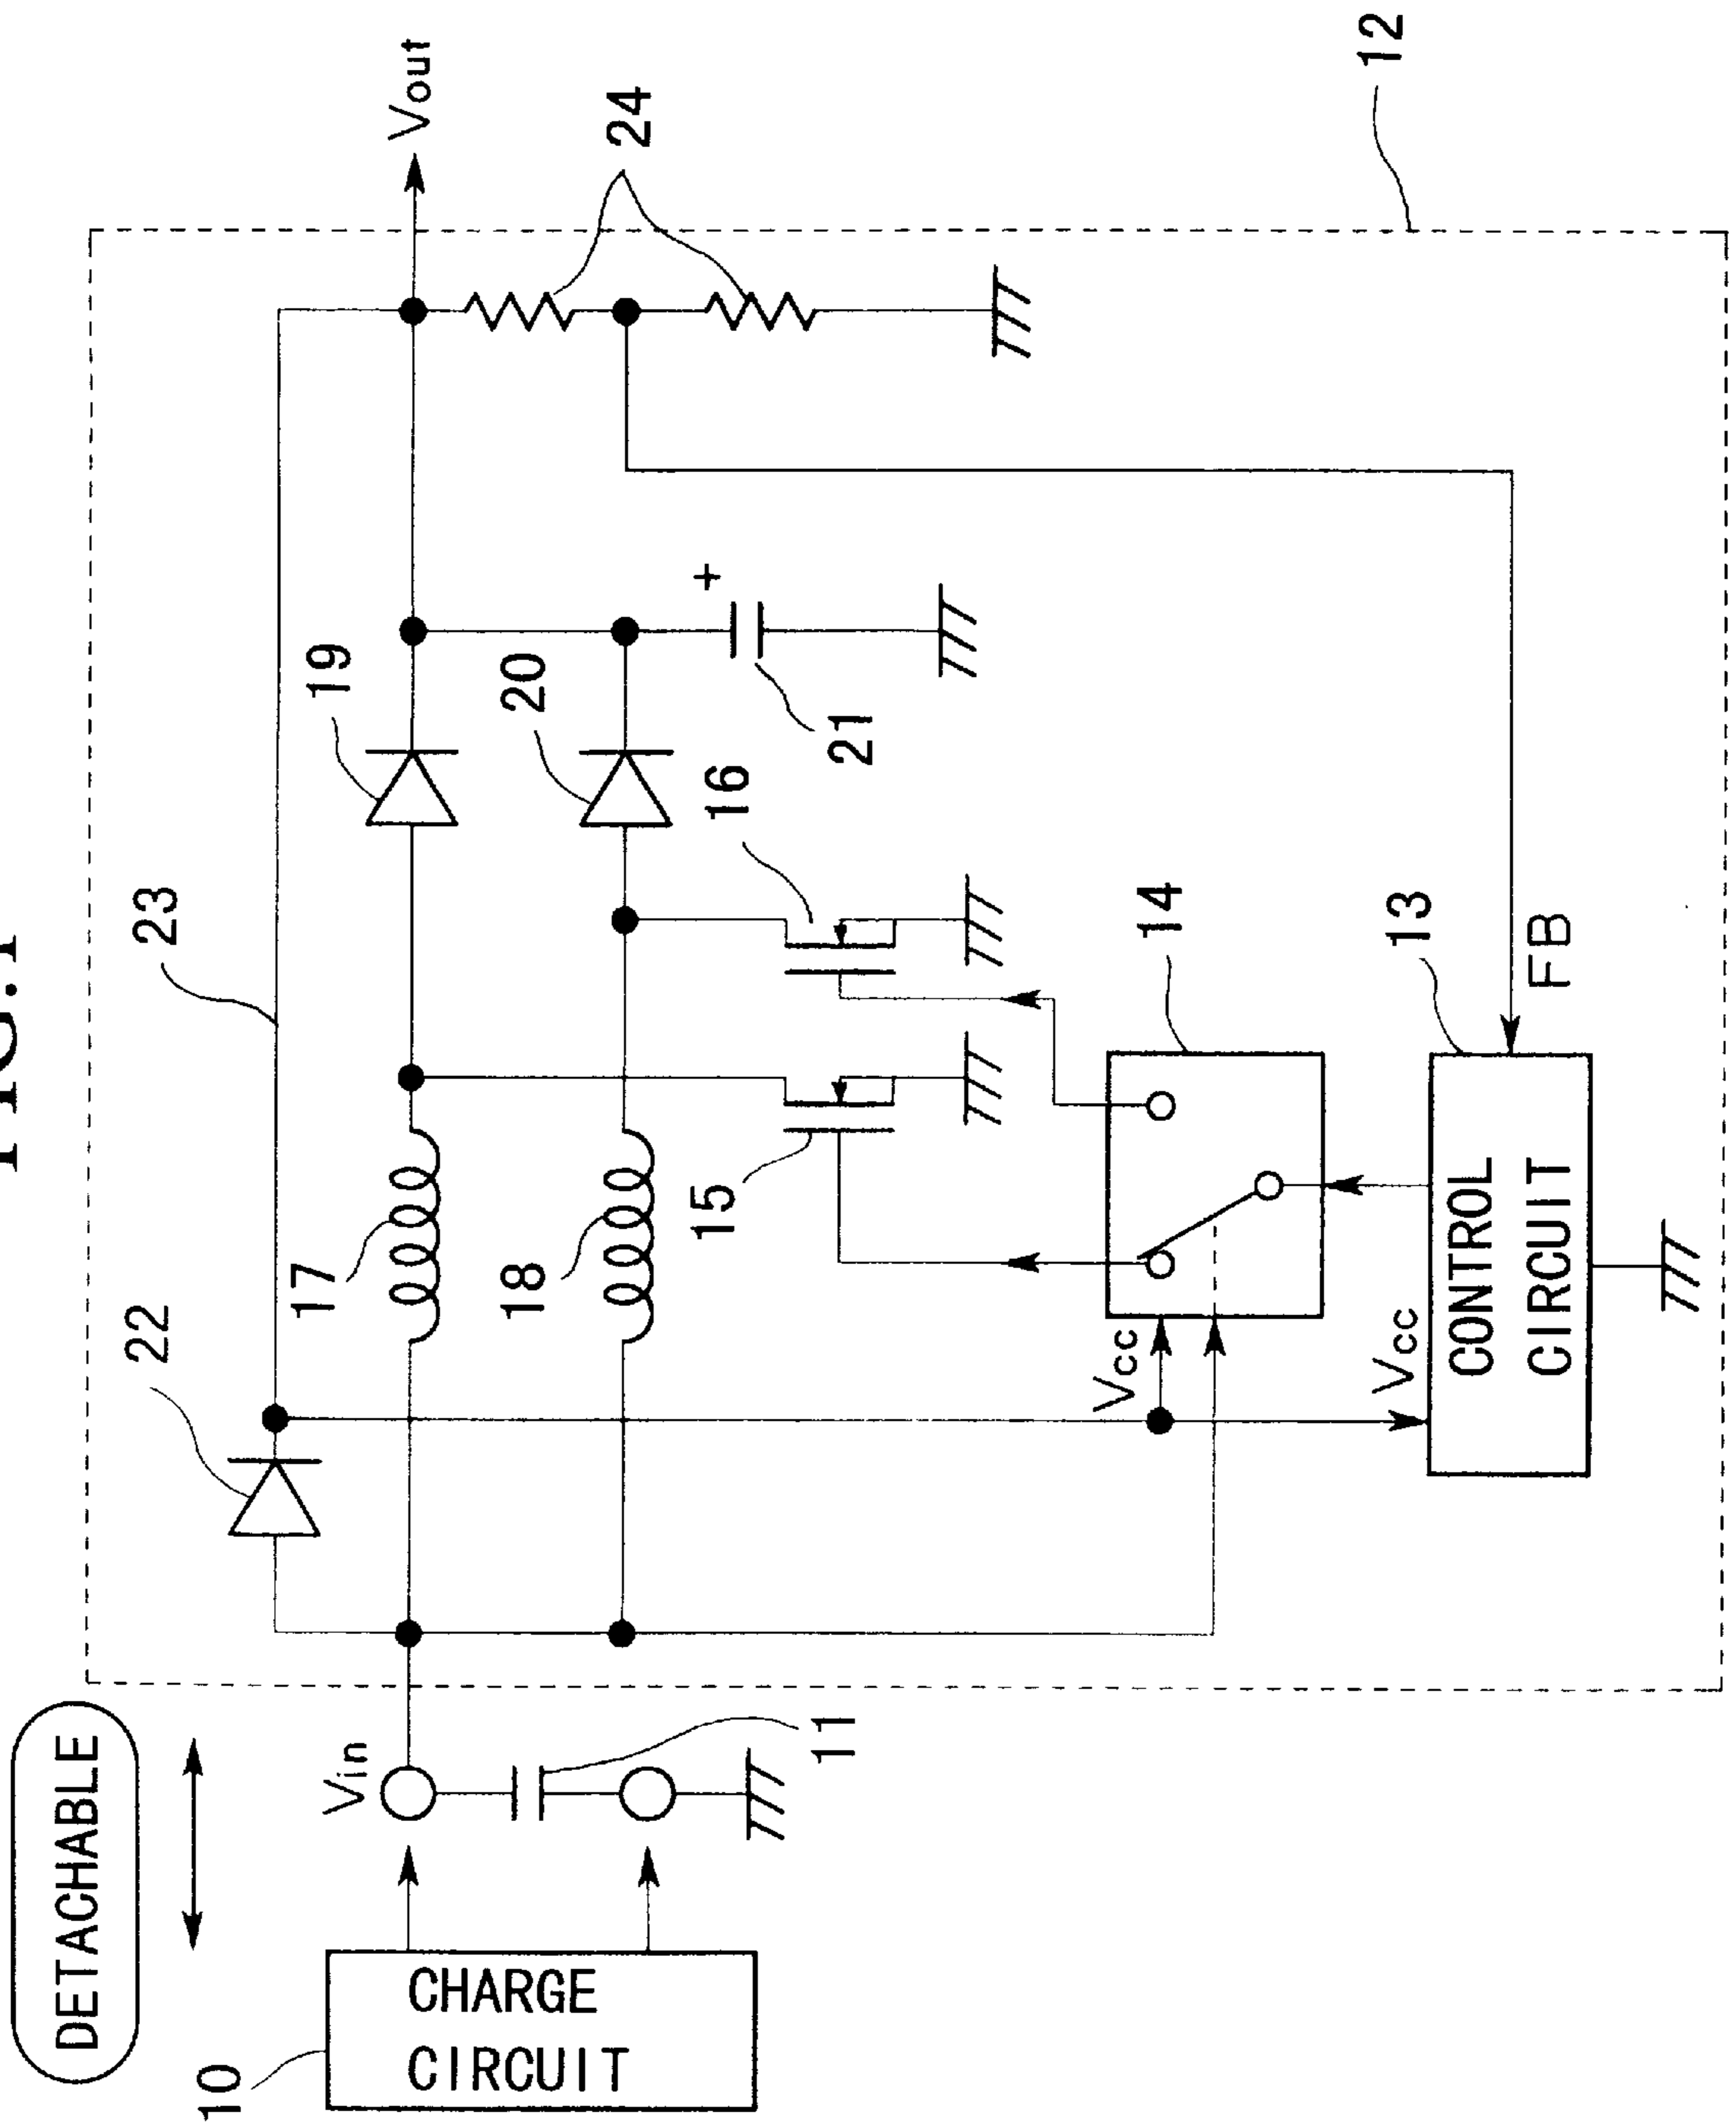 FIG.1
DETACHABLE
10
CHARGE
CIRCUIT
Vin
11
22
23
17
18
19
20
21
15
16
14
Vcc
Vcc
13
CONTROL
CIRCUIT
FB
+
24
Vout
12